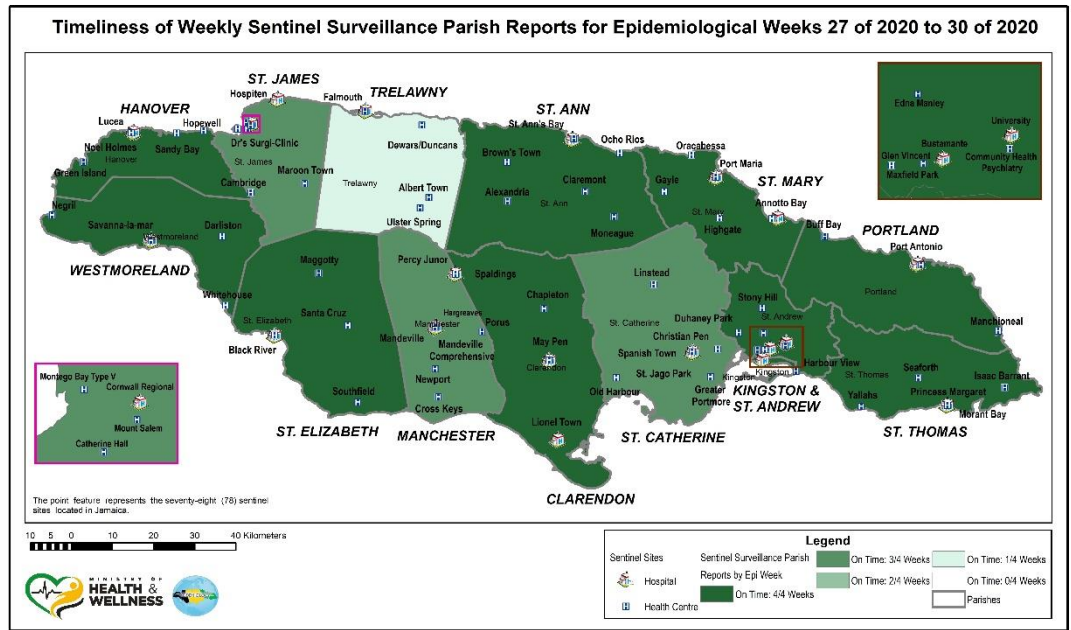 Timeliness of Weekly Sentinel Surveillance Parish Reports for Epidemiological Weeks 27 of 2020 to 30 of 2020
ST. JAMES
Hospiten
TRELAWNY
Falmouth
HANOVER
Lucea
Hopewell
ST. ANN
St. Ann's Bay
Ocho Rios
Edna Manley
University
Bustamante
Glen Vincent
Community Health
Psychiatry
Maxfield Park
Noel Holmes
Hanover
Sandy Bay
Green Island
Dr's Surgi-Clinic
St. James
Maroon Town
Cambridge
Dewars/Duncans
Trelawny
Albert Town
Ulster Spring
Brown's Town
Alexandria
Claremont
St. Ann
Moneague
Oracabessa
Port Maria
Gayle
ST. MARY
St. Mary
Annotto Bay
Highgate
Buff Bay
PORTLAND
Port Antonio
Portland
Manchioneal
Negril
Savanna-la-mar
Westmoreland
Darliston
WESTMORELAND
Whitehouse
Maggotty
St. Elizabeth
Santa Cruz
Black River
Southfield
ST. ELIZABETH
Percy Junor
Spaldings
Hargreaves
Manchester
Porus
Mandeville
Mandeville
Comprehensive
Newport
Cross Keys
MANCHESTER
Chapleton
May Pen
Clarendon
Lionel Town
CLARENDON
Linstead
St. Catherine
Duhaney Park
Christian Pen
Spanish Town
St. Jago Park
Old Harbour
Greater
Portmore
ST. CATHERINE
Stony Hill
St. Andrew
Kingston
Kingston
Harbour View
KINGSTON &
ST. ANDREW
St. Thomas
Seaforth
Isaac Barrant
Princess Margaret
Yallahs
Morant Bay
ST. THOMAS
Montego Bay Type V
Cornwall Regional
Mount Salem
Catherine Hall
The point feature represents the seventy-eight (78) sentinel
sites located in Jamaica.
10 5 0 10 20 30 40 Kilometers
MINISTRY OF
HEALTH &
WELLNESS
Legend
Sentinel Sites
Hospital
Health Centre
Sentinel Surveillance Parish
Reports by Epi Week
On Time: 4/4 Weeks
On Time: 3/4 Weeks
On Time: 2/4 Weeks
On Time: 1/4 Weeks
On Time: 0/4 Weeks
Parishes